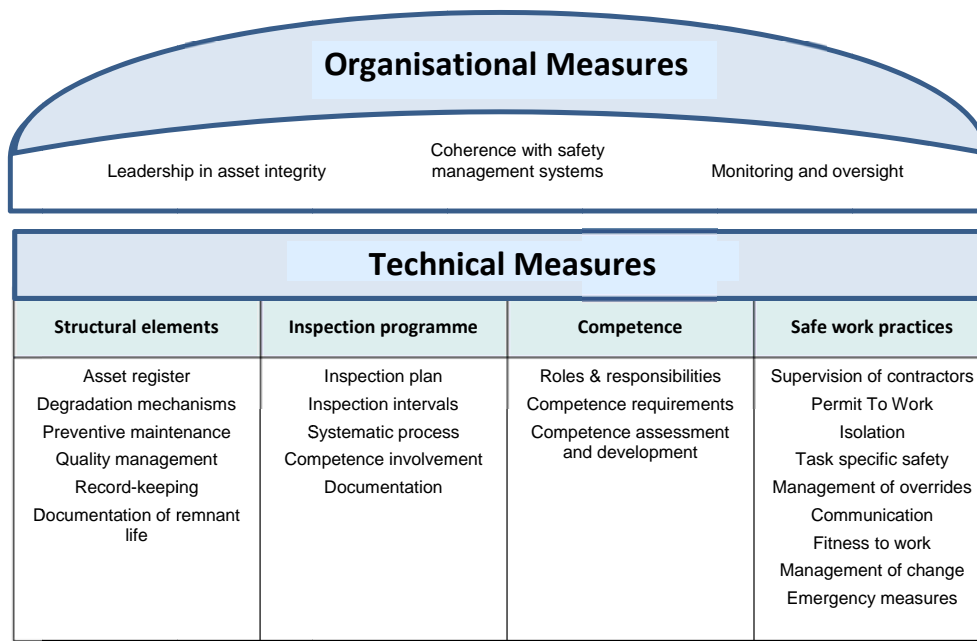 Organisational Measures
Leadership in asset integrity
Coherence with safety
management systems
Monitoring and oversight
Technical Measures
Structural elements
Asset register
Degradation mechanisms
Preventive maintenance
Quality management
Record-keeping
Documentation of remnant
life
Inspection programme
Inspection plan
Inspection intervals
Systematic process
Competence involvement
Documentation
Competence
Roles & responsibilities
Competence requirements
Competence assessment
and development
Safe work practices
Supervision of contractors
Permit To Work
Isolation
Task specific safety
Management of overrides
Communication
Fitness to work
Management of change
Emergency measures